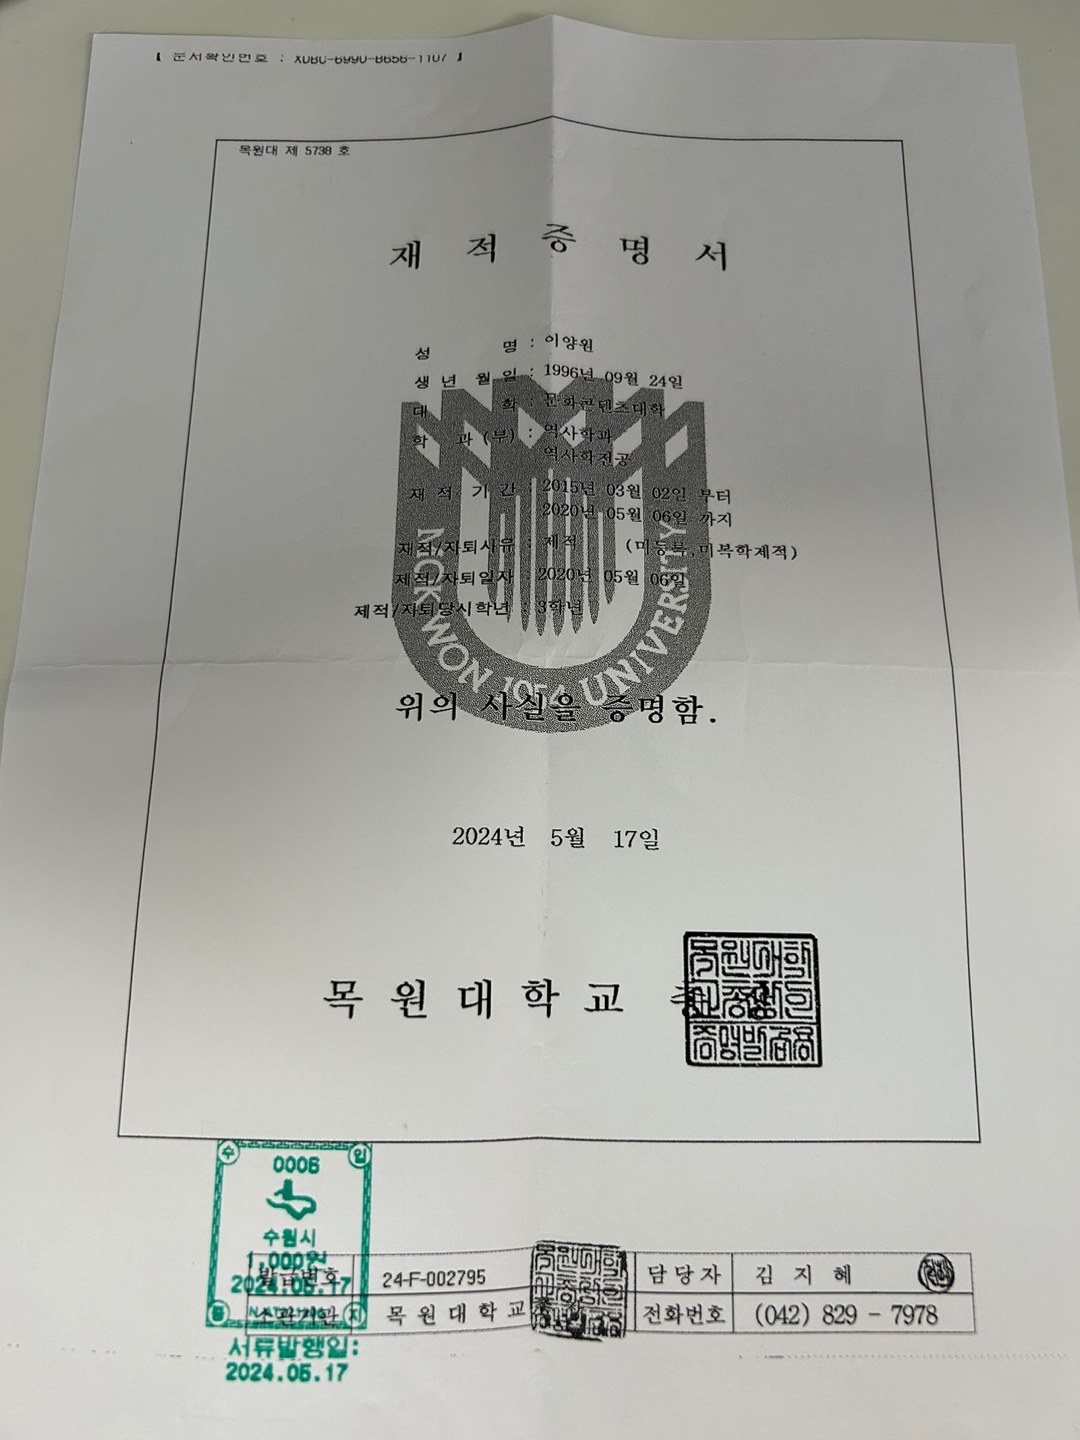 【 문서확인번호 : XDBC-6990-8656-1107 】
목원대 제 5738 호
재 적 증 명 서
성 명 : 이양원
생 년 월 일 : 1996년 09월 24일
대 학 : 문화콘텐츠대학
학 과(부) : 역사학과
역사학전공
재 적 기 간 : 2015년 03월 02일 부터
2020년 05월 06일 까지
제적/자퇴사유 : 제적 (미등록,미복학제적)
제적/자퇴일자 : 2020년 05월 06일
제적/자퇴당시학년 : 3학년
MOKWON 1954 UNIVERSITY
위의 사실을 증명함.
2024년 5월 17일
목 원 대 학 교 총 장
목원대학
교총장의
증명발급용
수 입
0006
수원시
1,000원
2024.05.17
증 지
발급번호 24-F-002795 담당자 김 지 혜
소관기관 목 원 대 학 교 전화번호 (042) 829 - 7978
서류발행일:
2024.05.17